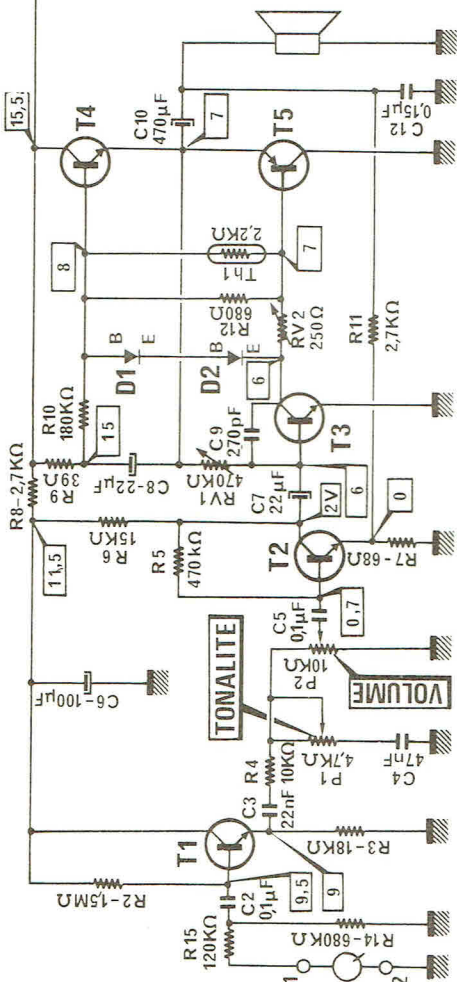 15,5
T4
C10
470µF
7
T5
C12
0,15µF
8
Th1
2,2KΩ
7
R12
680Ω
RV2
250Ω
R11
2,7KΩ
D1
B
E
D2
B
E
6
R10
180KΩ
15
R9
39Ω
C8-22µF
RV1
470KΩ
C9
270pF
T3
R8-2,7KΩ
C7
22µF
6
2V
11,5
R6
15KΩ
R5
470kΩ
T2
0
R7-68Ω
C5
0,1µF
0,7
C6-100µF
TONALITE
P2
10KΩ
VOLUME
R4
10KΩ
P1
4,7KΩ
C4
47nF
T1
C3
22nF
R3-18KΩ
9
R2-1,5MΩ
9,5
C2
0,1µF
R15
120KΩ
R14-680KΩ
1
2